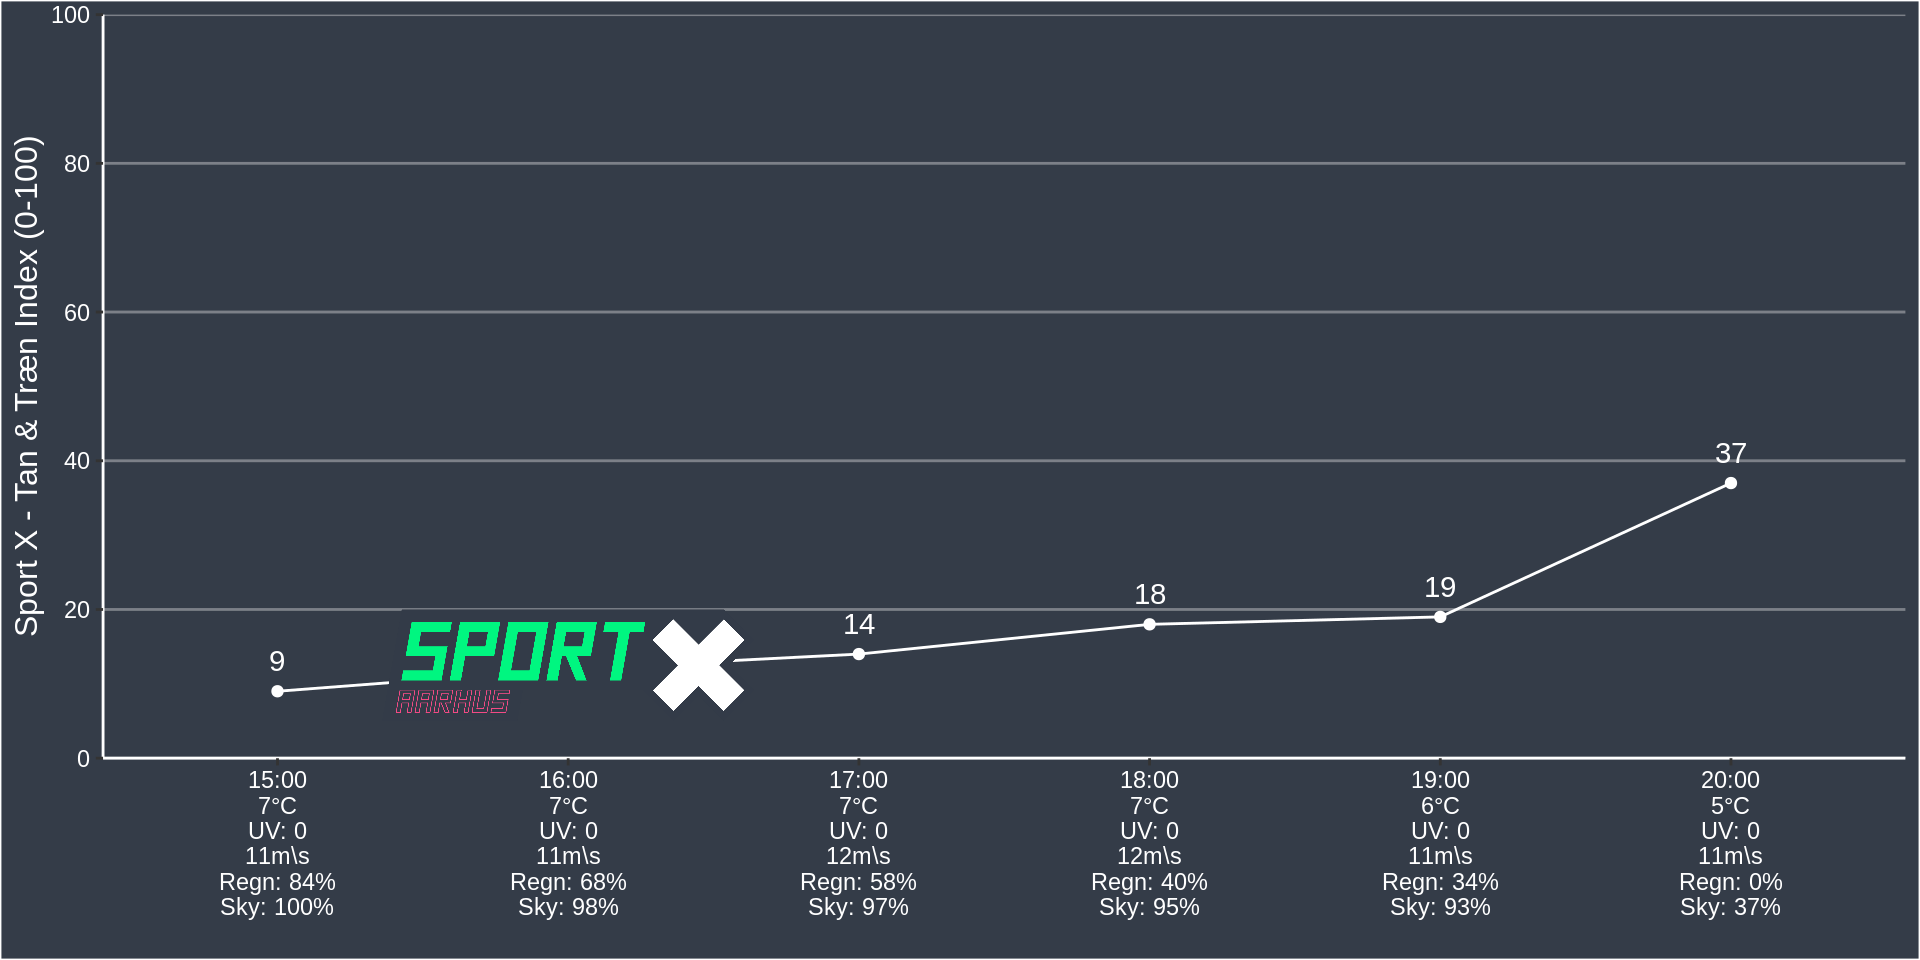 Sport X - Tan & Træn Index (0-100)
100
80
60
40
20
0
9
14
18
19
37
SPORT X
AARHUS
15:00
7°C
UV: 0
11m\s
Regn: 84%
Sky: 100%
16:00
7°C
UV: 0
11m\s
Regn: 68%
Sky: 98%
17:00
7°C
UV: 0
12m\s
Regn: 58%
Sky: 97%
18:00
7°C
UV: 0
12m\s
Regn: 40%
Sky: 95%
19:00
6°C
UV: 0
11m\s
Regn: 34%
Sky: 93%
20:00
5°C
UV: 0
11m\s
Regn: 0%
Sky: 37%